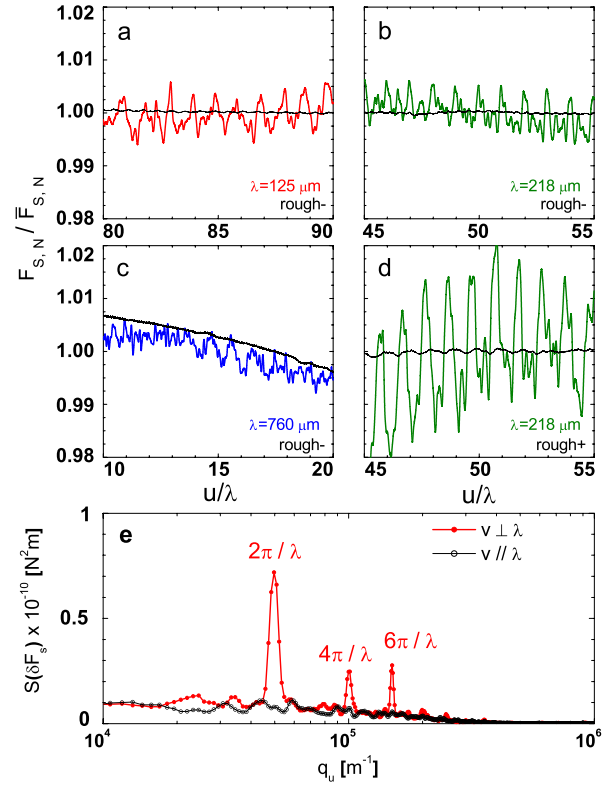 1.02
a
b
1.01
1.00
0.99
λ=125 μm
rough-
λ=218 μm
rough-
0.98
80 85 90
45 50 55
F S, N / F̅ S, N
1.02
c
d
1.01
1.00
0.99
λ=760 μm
rough-
λ=218 μm
rough+
0.98
10 15 20
45 50 55
u/λ
u/λ
1
e
v ⊥ λ
v // λ
2π / λ
4π / λ
6π / λ
0.5
0
S(δF_s) x 10^-10 [N^2m]
10^4 10^5 10^6
q_u [m^-1]